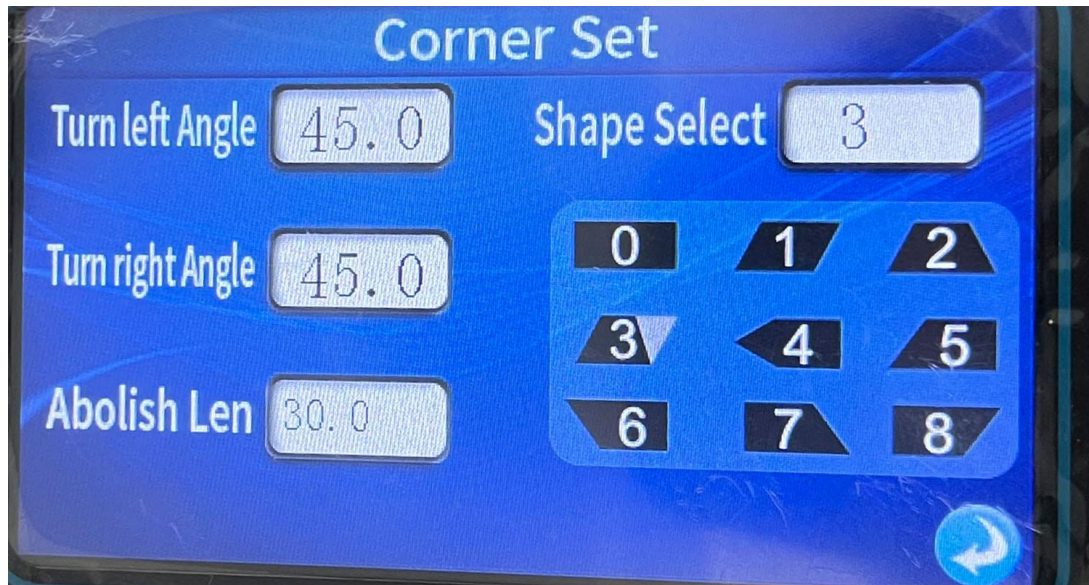 Corner Set
Turn left Angle 45.0 Shape Select 3
Turn right Angle 45.0
Abolish Len 30.0
0 1 2
3 4 5
6 7 8